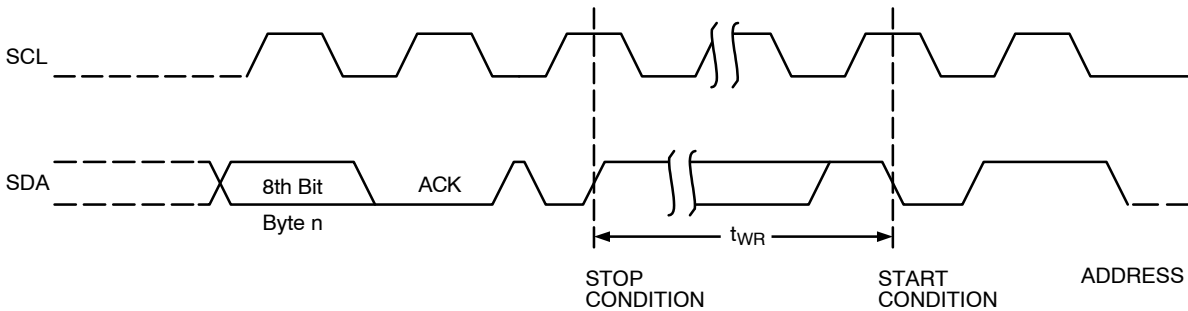 SCL
SDA
8th Bit
ACK
Byte n
tWR
STOP
CONDITION
START
CONDITION
ADDRESS